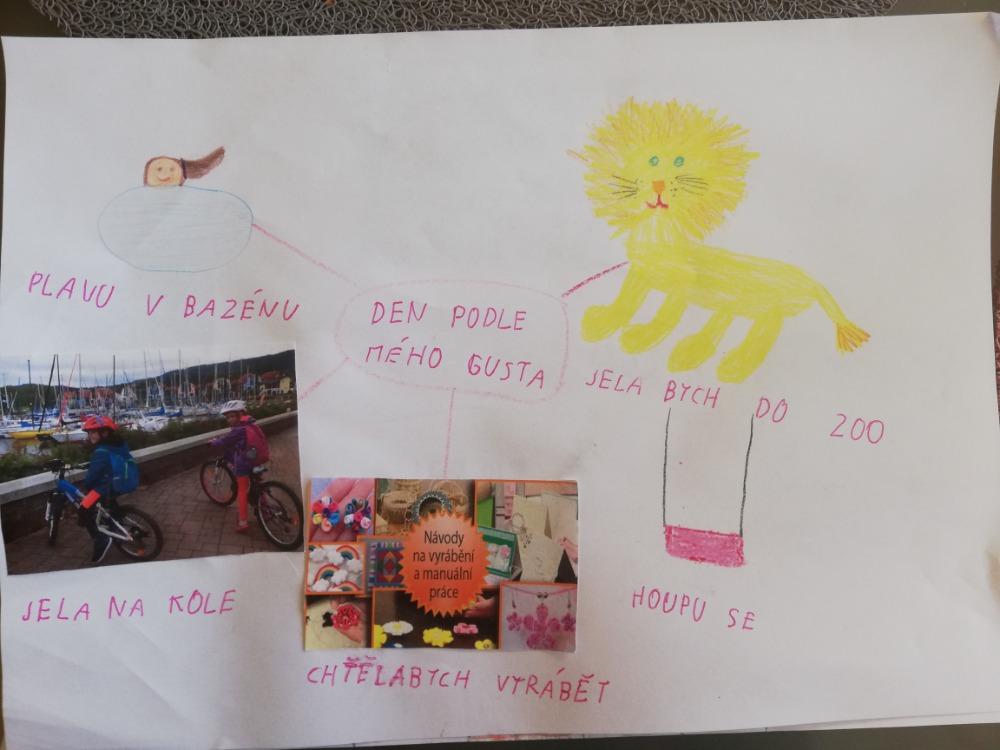 PLAVU V BAZÉNU
DEN PODLE
MÉHO GUSTA
JELA BYCH DO ZOO
JELA NA KOLE
Návody
na vyrábění
a manuální
práce
HOUPU SE
CHTĚLABYCH VYRÁBĚT